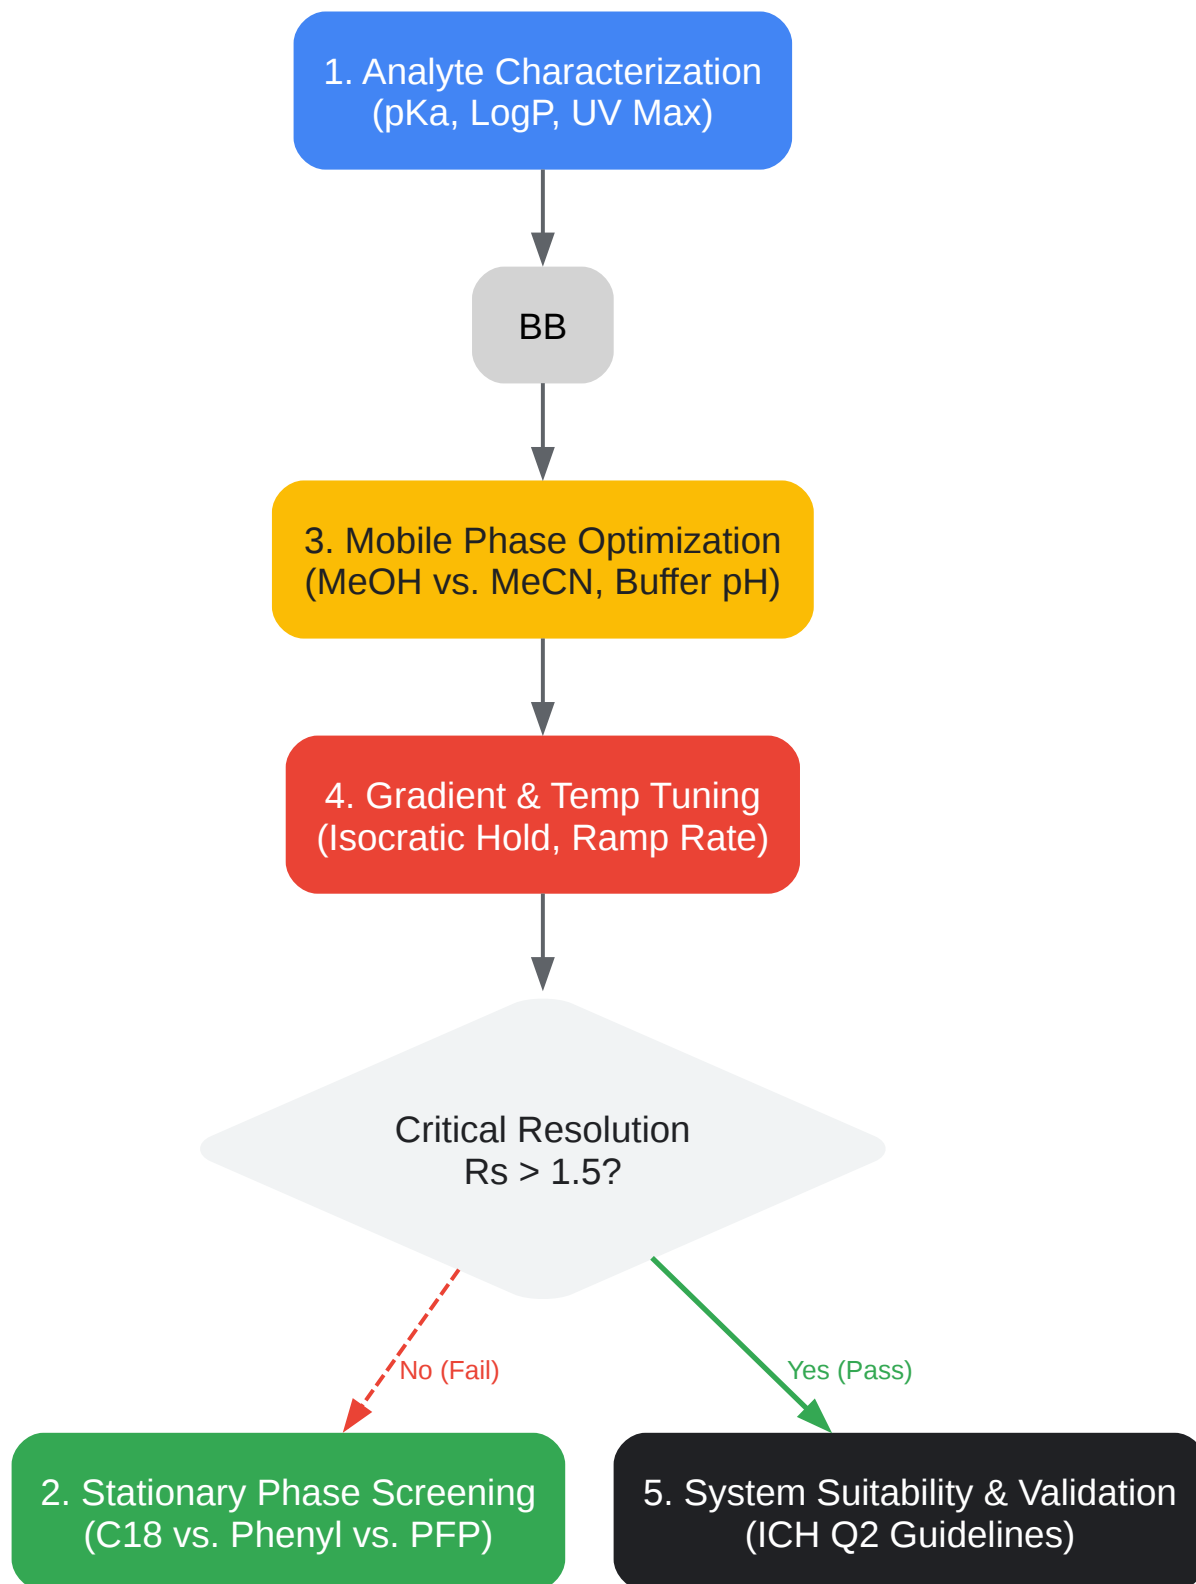 1. Analyte Characterization
(pKa, LogP, UV Max)
BB
3. Mobile Phase Optimization
(MeOH vs. MeCN, Buffer pH)
4. Gradient & Temp Tuning
(Isocratic Hold, Ramp Rate)
Critical Resolution
Rs > 1.5?
No (Fail)
Yes (Pass)
2. Stationary Phase Screening
(C18 vs. Phenyl vs. PFP)
5. System Suitability & Validation
(ICH Q2 Guidelines)